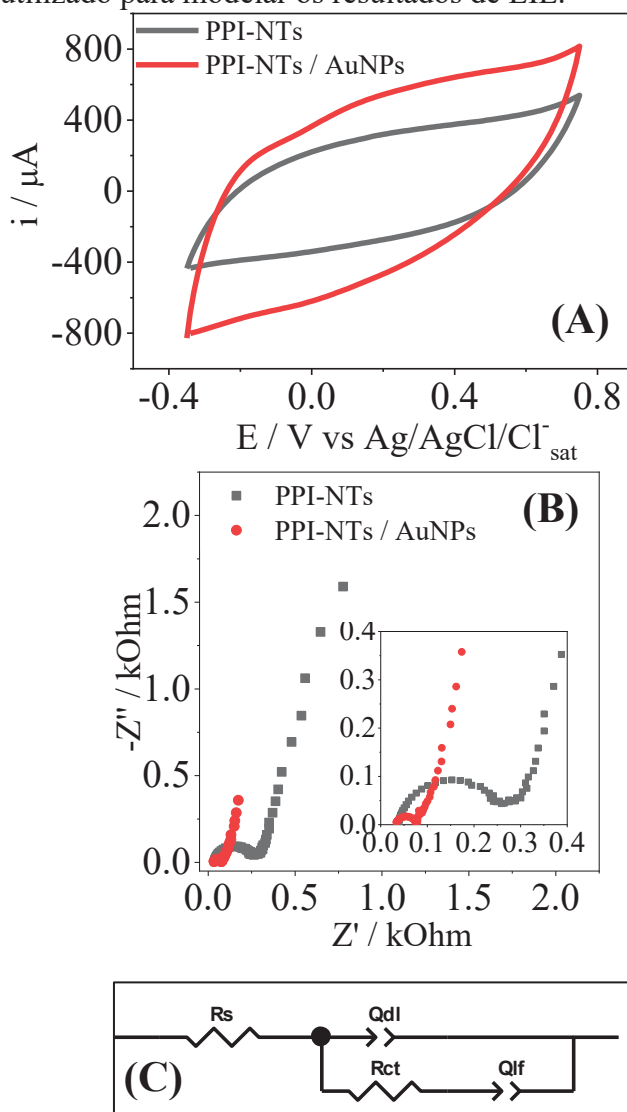 utilizado para modelar os resultados de EIE.
PPI-NTs
PPI-NTs / AuNPs
800
400
0
-400
-800
i / µA
(A)
-0.4
0.0
0.4
0.8
E / V vs Ag/AgCl/Cl⁻sat
PPI-NTs
PPI-NTs / AuNPs
(B)
2.0
1.5
1.0
0.5
0.0
-Z'' / kOhm
0.4
0.3
0.2
0.1
0.0
0.0 0.1 0.2 0.3 0.4
0.0 0.5 1.0 1.5 2.0
Z' / kOhm
Rs
Qdl
Rct
Qlf
(C)